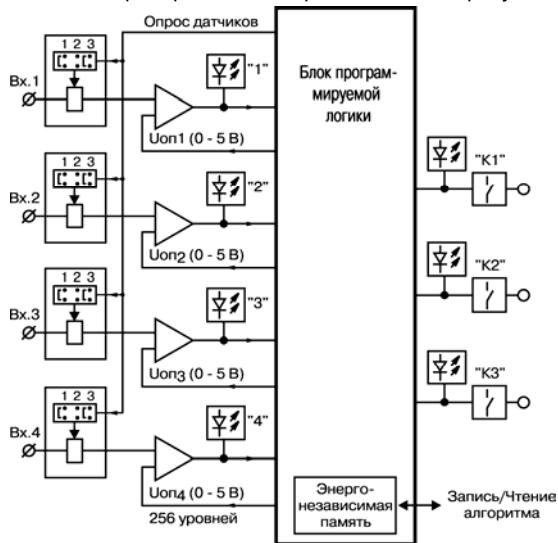 Опрос датчиков
1 2 3
Вх.1
"1"
Uоп1 (0 - 5 В)
1 2 3
Вх.2
"2"
Uоп2 (0 - 5 В)
1 2 3
Вх.3
"3"
Uоп3 (0 - 5 В)
1 2 3
Вх.4
"4"
Uоп4 (0 - 5 В)
256 уровней
Блок програм-
мируемой
логики
"К1"
"К2"
"К3"
Энерго-
независимая
память
Запись/Чтение
алгоритма